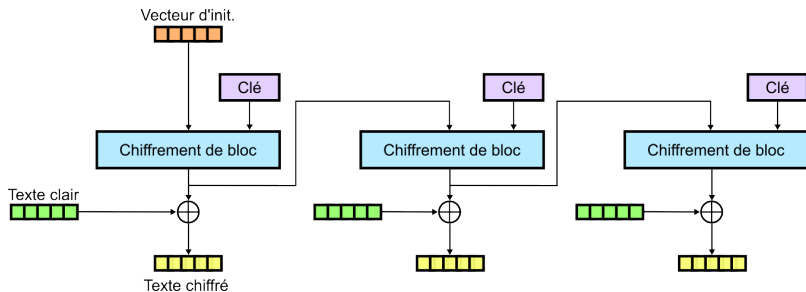 Vecteur d'init.
Clé
Clé
Clé
Chiffrement de bloc
Chiffrement de bloc
Chiffrement de bloc
Texte clair
Texte chiffré